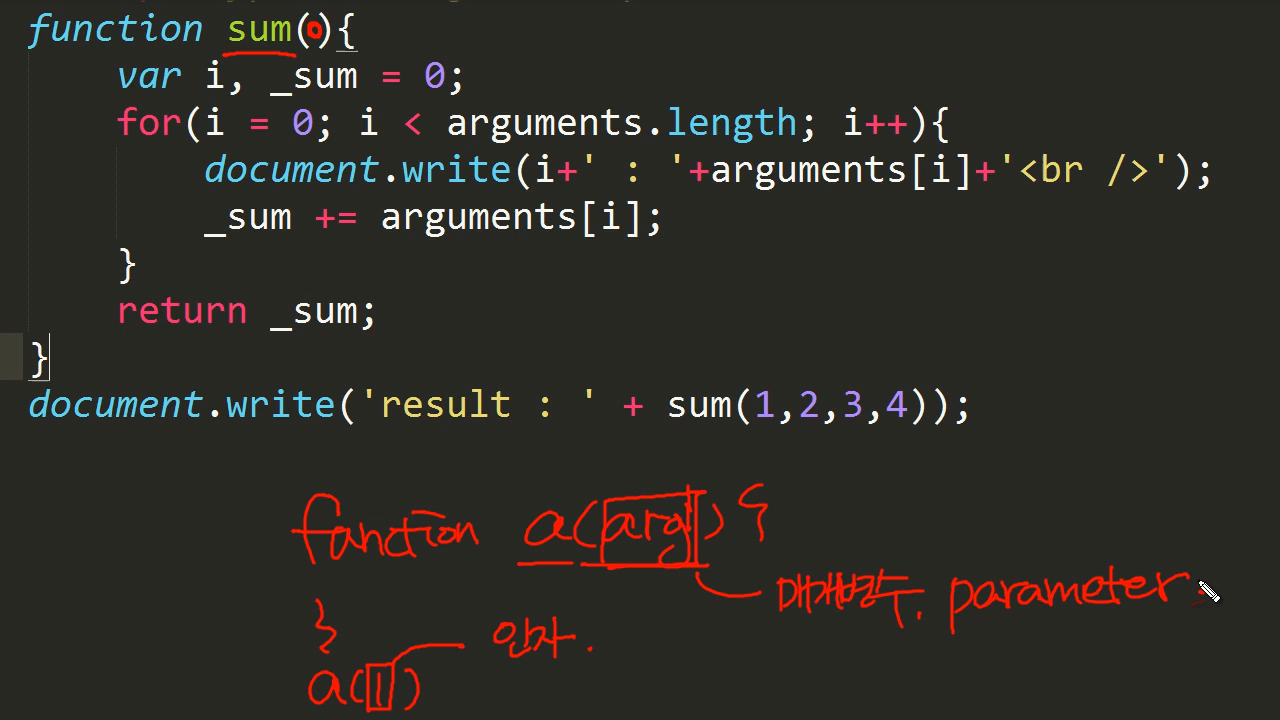 function sum(){
var i, _sum = 0;
for(i = 0; i < arguments.length; i++){
document.write(i+' : '+arguments[i]+'<br />');
_sum += arguments[i];
}
return _sum;
}
document.write('result : ' + sum(1,2,3,4));
function a(arg){
매개변수, parameter
}
인자.
a(1)